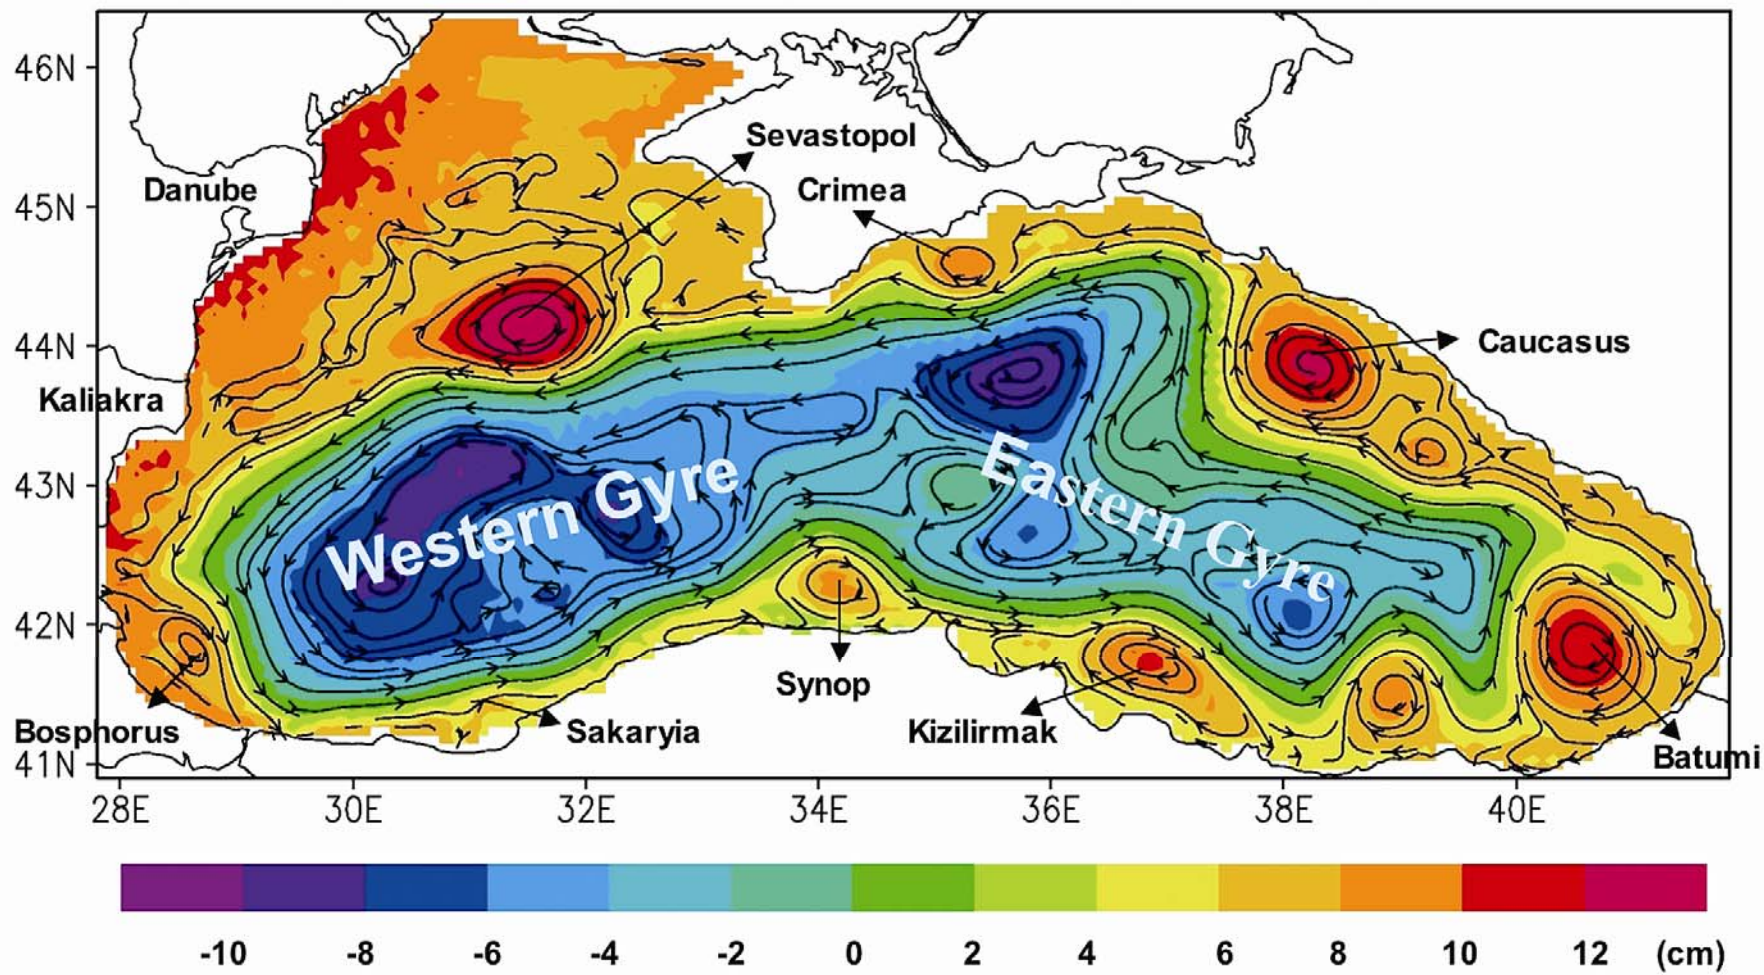 46N
Sevastopol
Danube
Crimea
45N
44N
Caucasus
Kaliakra
43N
Western Gyre
Eastern Gyre
42N
Synop
Bosphorus
Sakaryia
Kizilirmak
Batumi
41N
28E 30E 32E 34E 36E 38E 40E
-10 -8 -6 -4 -2 0 2 4 6 8 10 12 (cm)